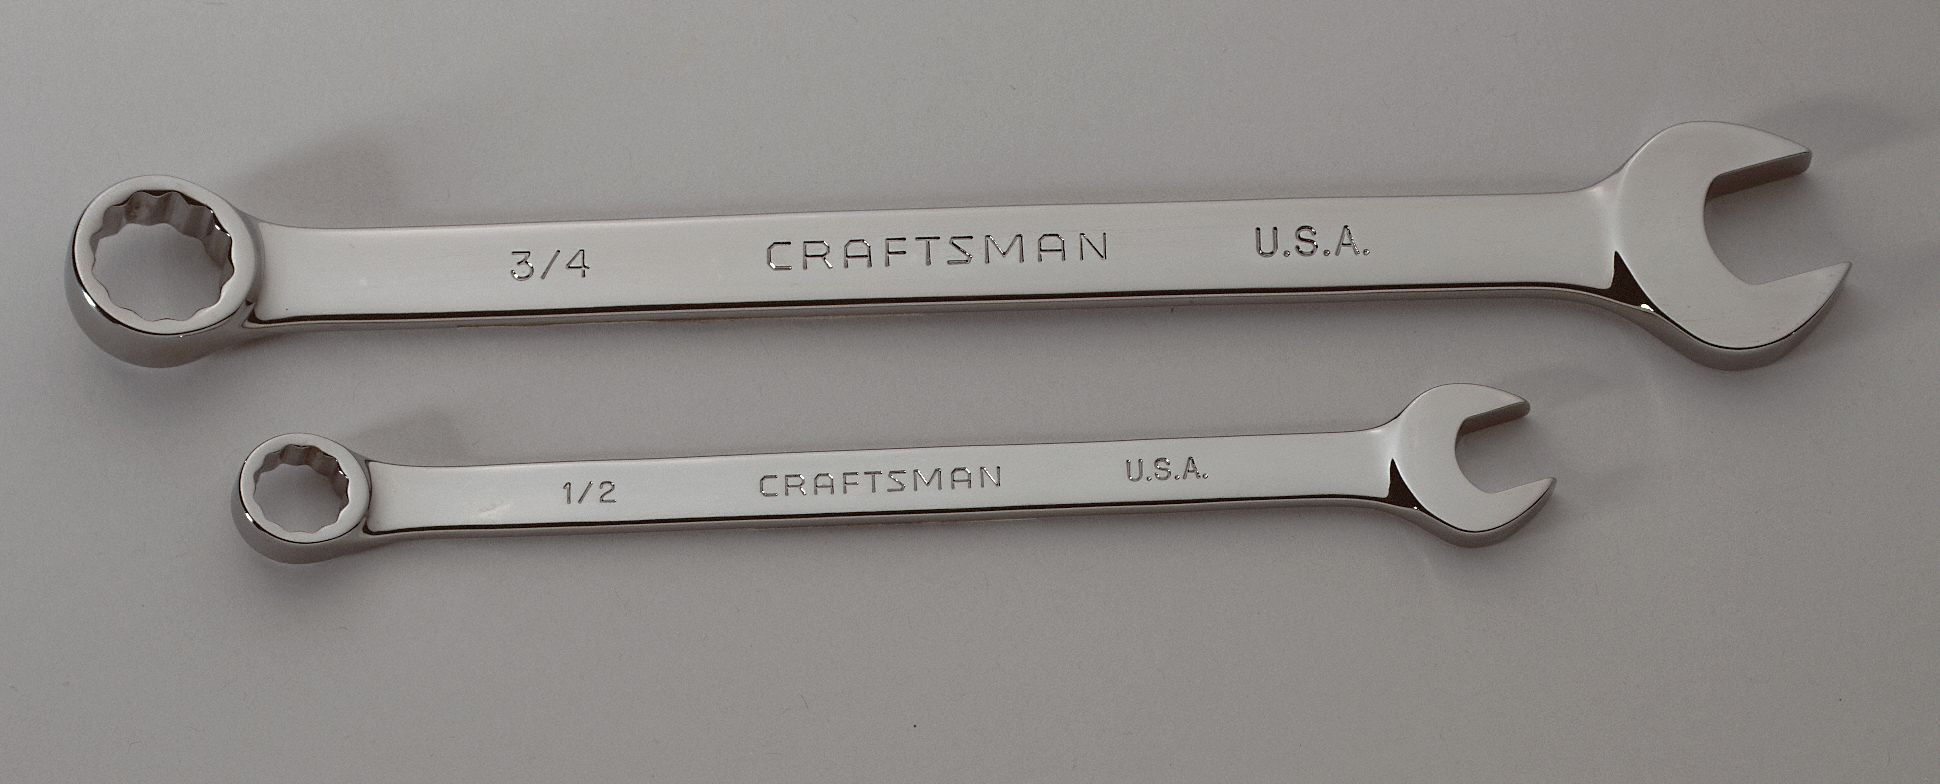 3/4 CRAFTSMAN U.S.A.
1/2 CRAFTSMAN U.S.A.